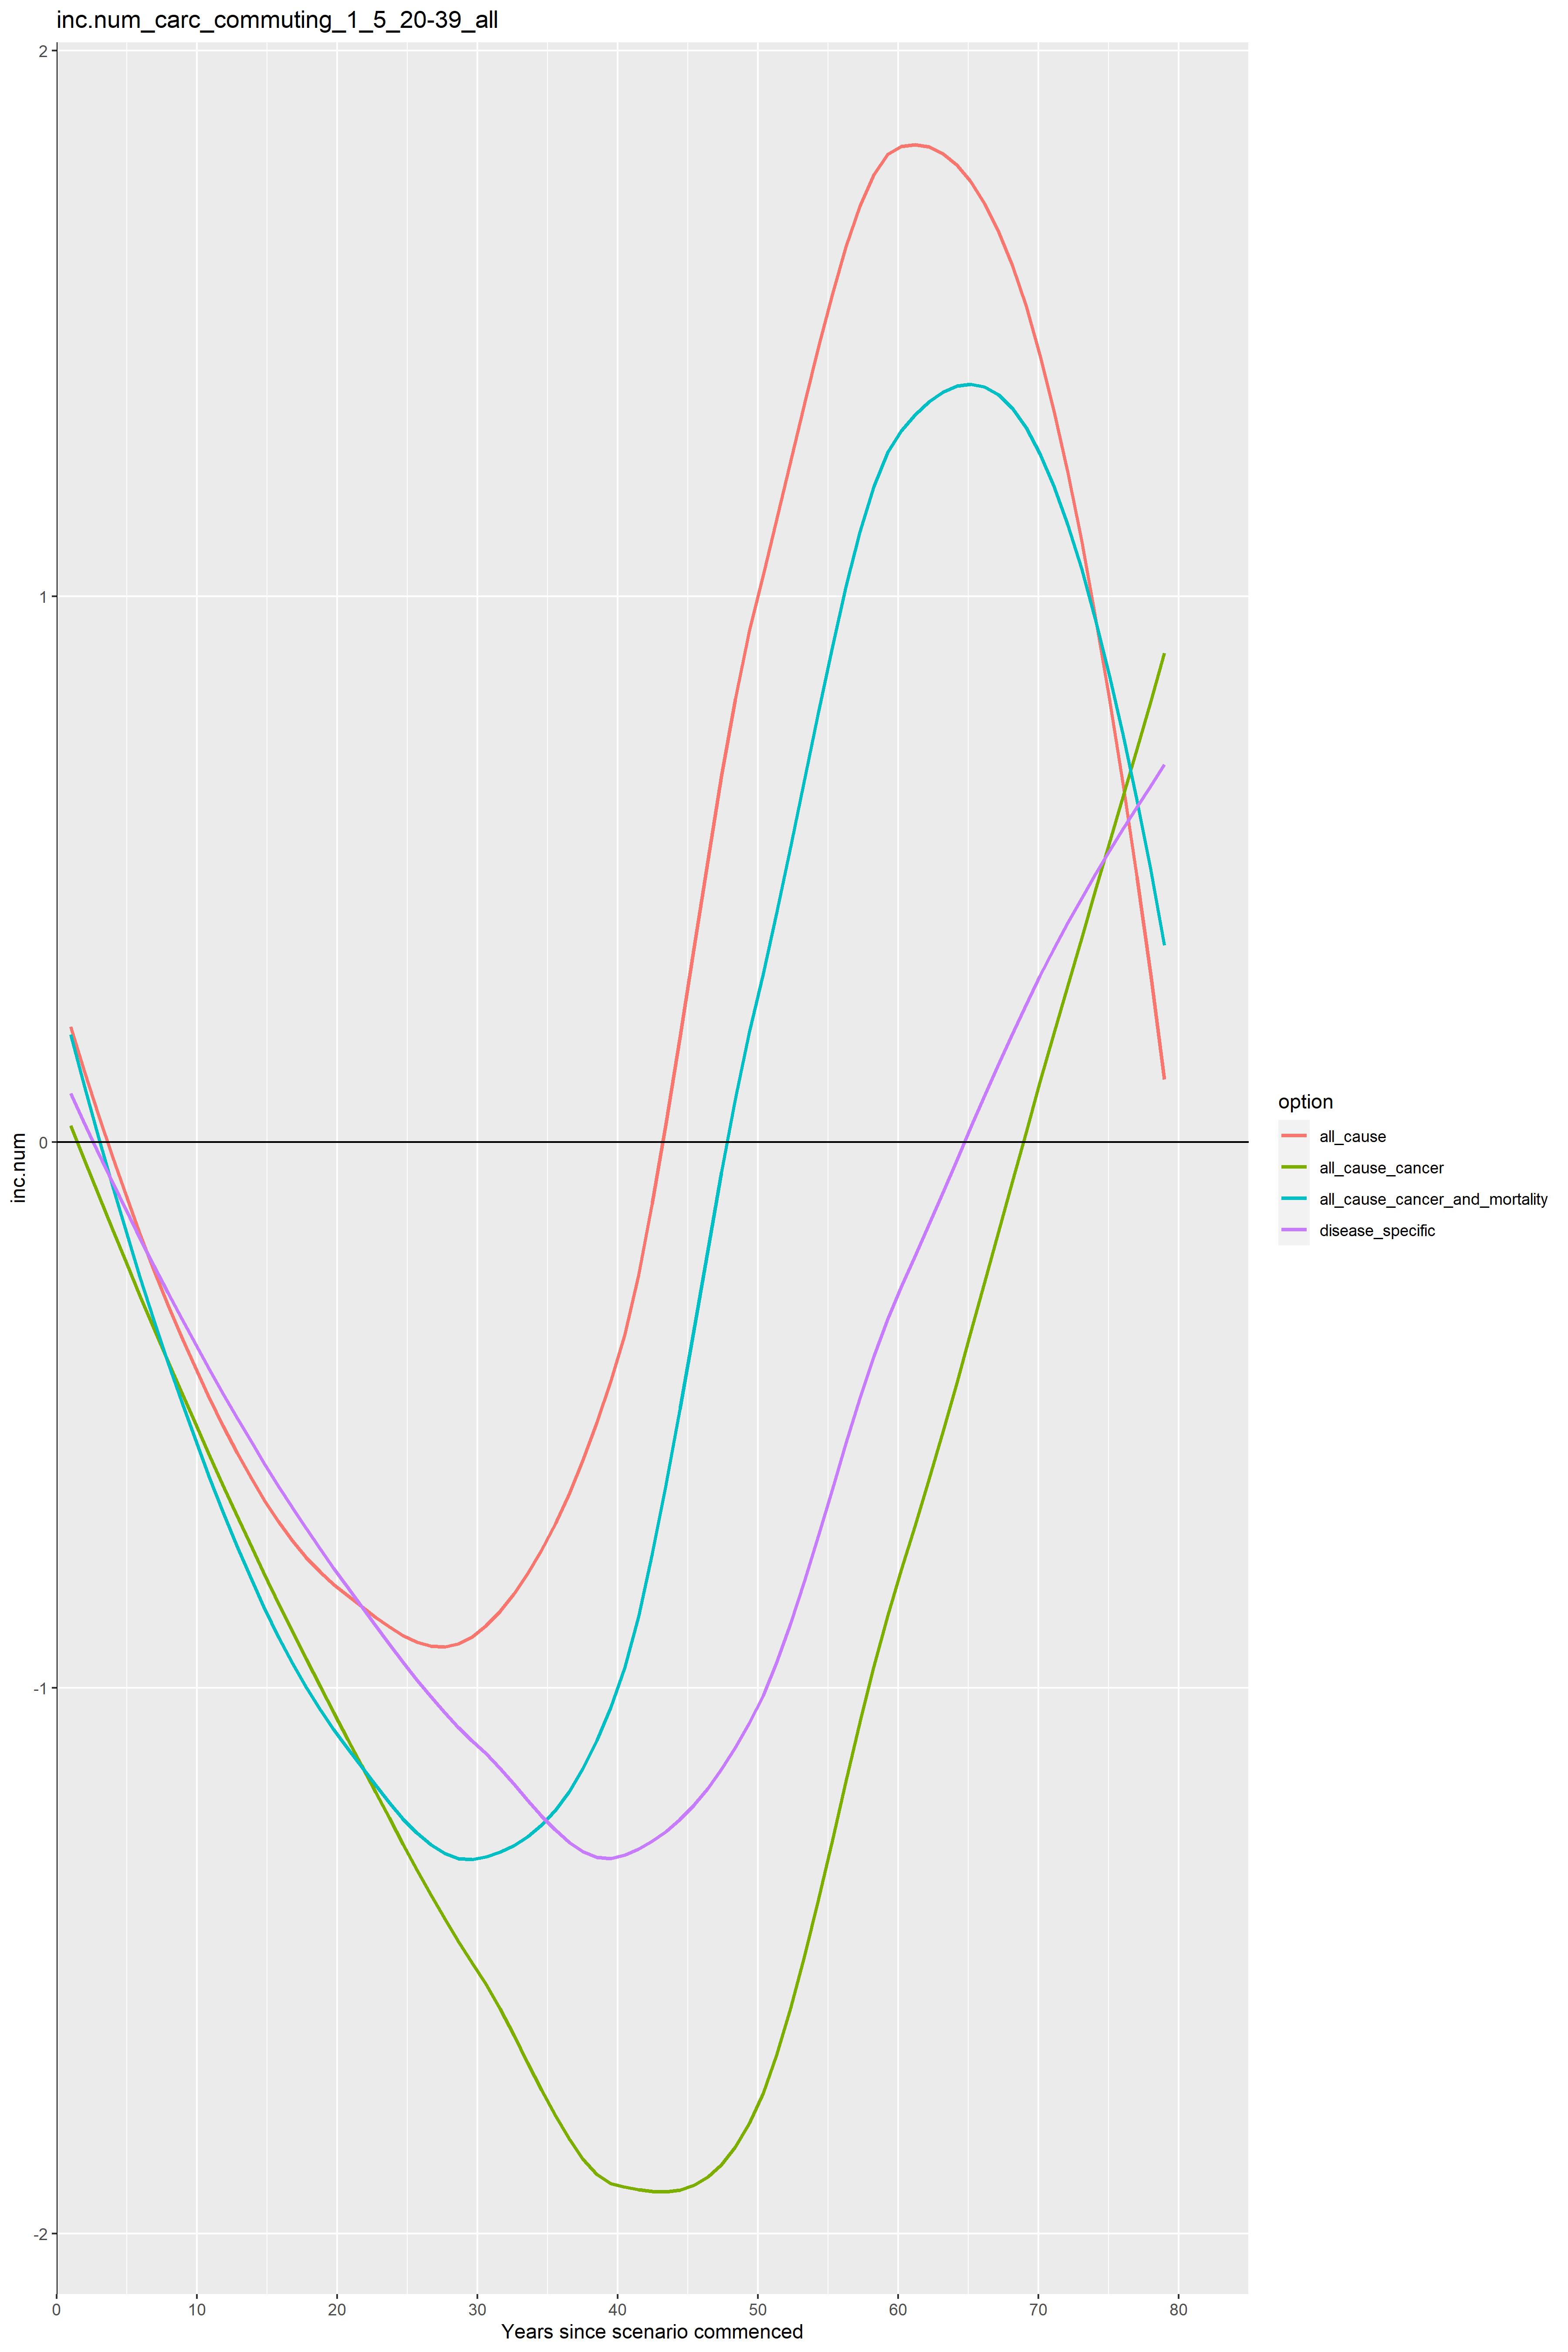 inc.num_carc_commuting_1_5_20-39_all
2
1
0
-1
-2
inc.num
0 10 20 30 40 50 60 70 80
Years since scenario commenced
option
all_cause
all_cause_cancer
all_cause_cancer_and_mortality
disease_specific